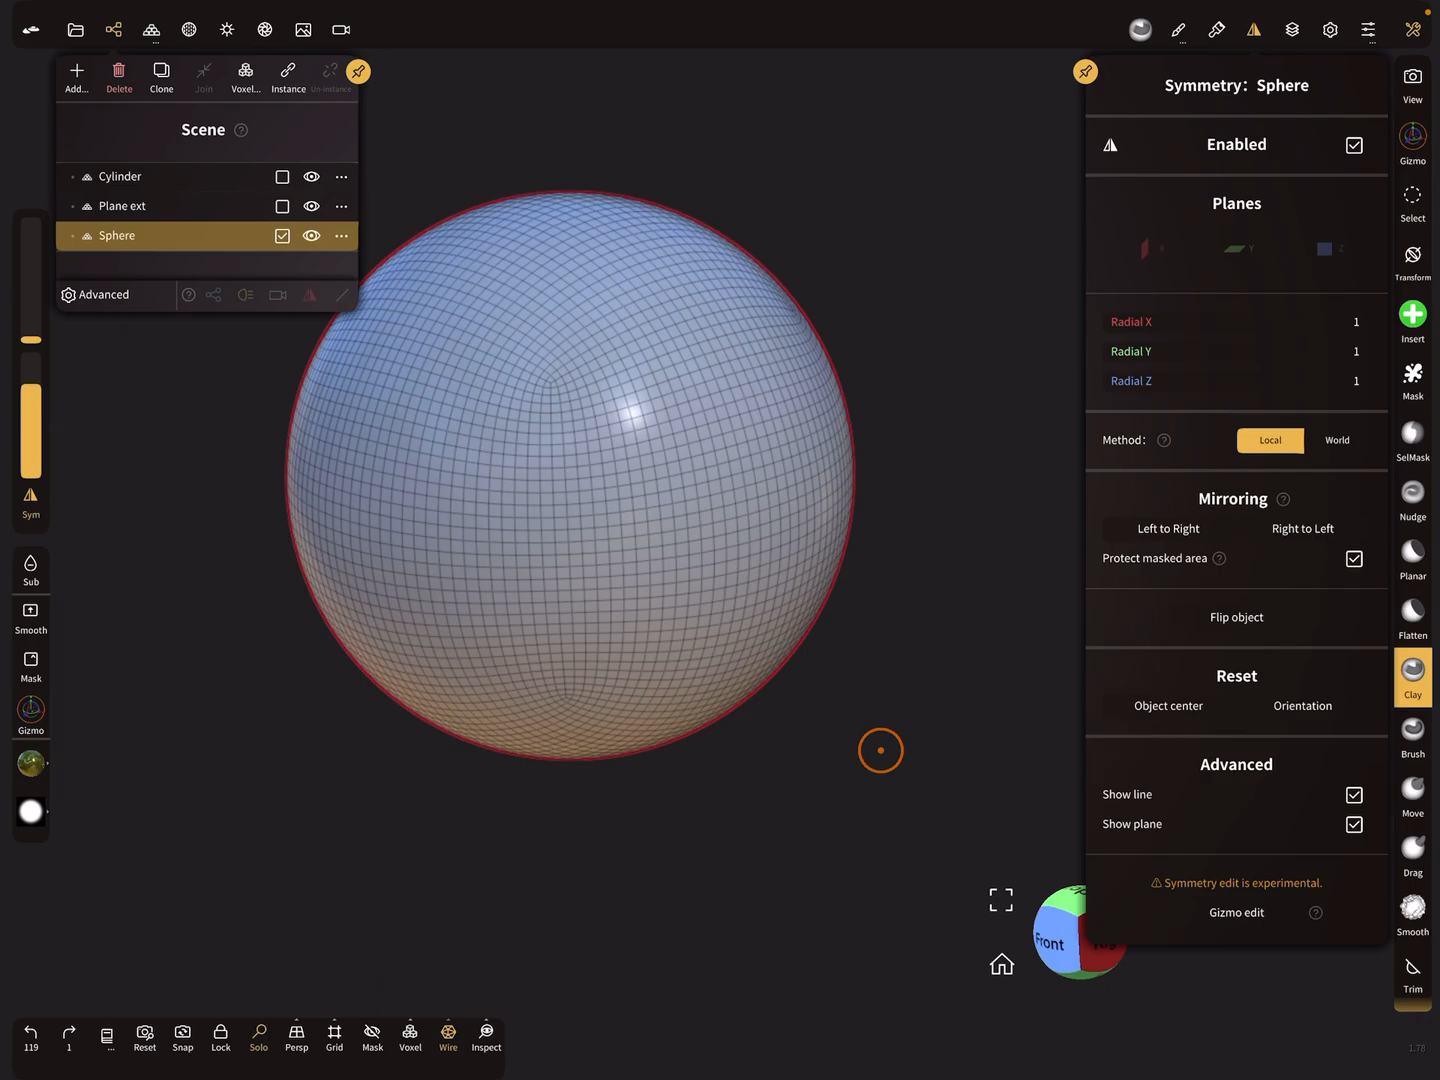 Add...
Delete
Clone
Join
Voxel...
Instance
Un-instance
Scene
Cylinder
Plane ext
Sphere
Advanced
Sym
Sub
Smooth
Mask
Gizmo
Symmetry: Sphere
Enabled
Planes
X
Y
Z
Radial X 1
Radial Y 1
Radial Z 1
Method: Local World
Mirroring
Left to Right Right to Left
Protect masked area
Flip object
Reset
Object center Orientation
Advanced
Show line
Show plane
⚠ Symmetry edit is experimental.
Gizmo edit
View
Gizmo
Select
Transform
Insert
Mask
SelMask
Nudge
Planar
Flatten
Clay
Brush
Move
Drag
Smooth
Trim
Front
119
1
...
Reset
Snap
Lock
Solo
Persp
Grid
Mask
Voxel
Wire
Inspect
1.78